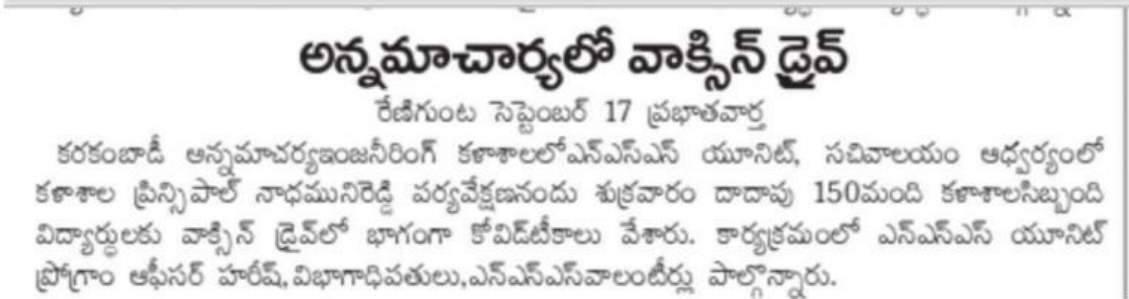 అన్నమాచార్యలో వాక్సిన్ డ్రైవ్
రేణిగుంట సెప్టెంబర్ 17 ప్రభాతవార్త
కరకంబాడీ అన్నమాచర్యఇంజనీరింగ్ కళాశాలలోఎన్ఎస్ఎస్ యూనిట్, సచివాలయం ఆధ్వర్యంలో
కళాశాల ప్రిన్సిపాల్ నాధమునిరెడ్డి పర్యవేక్షణనందు శుక్రవారం దాదాపు 150మంది కళాశాలసిబ్బంది
విద్యార్థులకు వాక్సిన్ డ్రైవ్‌లో భాగంగా కోవిడ్‌టీకాలు వేశారు. కార్యక్రమంలో ఎన్ఎస్ఎస్ యూనిట్
ప్రోగ్రాం ఆఫీసర్ హరీష్,విభాగాధిపతులు,ఎన్ఎస్ఎస్‌వాలంటీర్లు పాల్గొన్నారు.